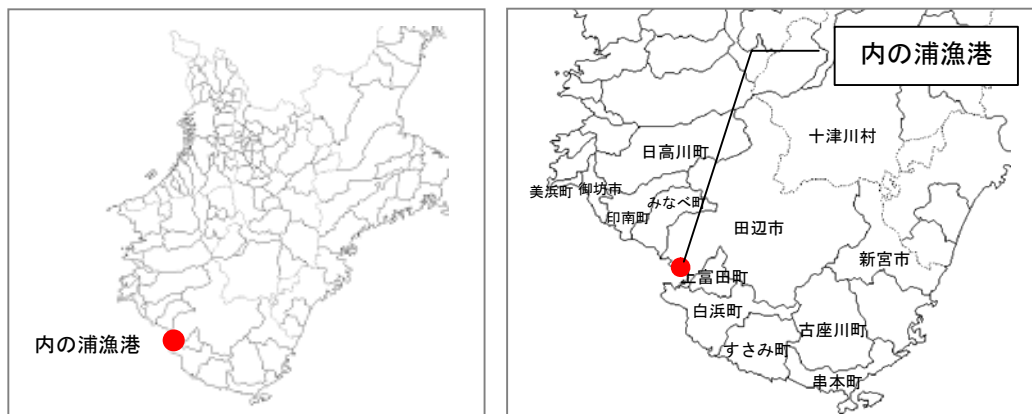 内の浦漁港
内の浦漁港
十津川村
日高川町
美浜町
御坊市
みなべ町
印南町
田辺市
新宮市
上富田町
白浜町
古座川町
すさみ町
串本町